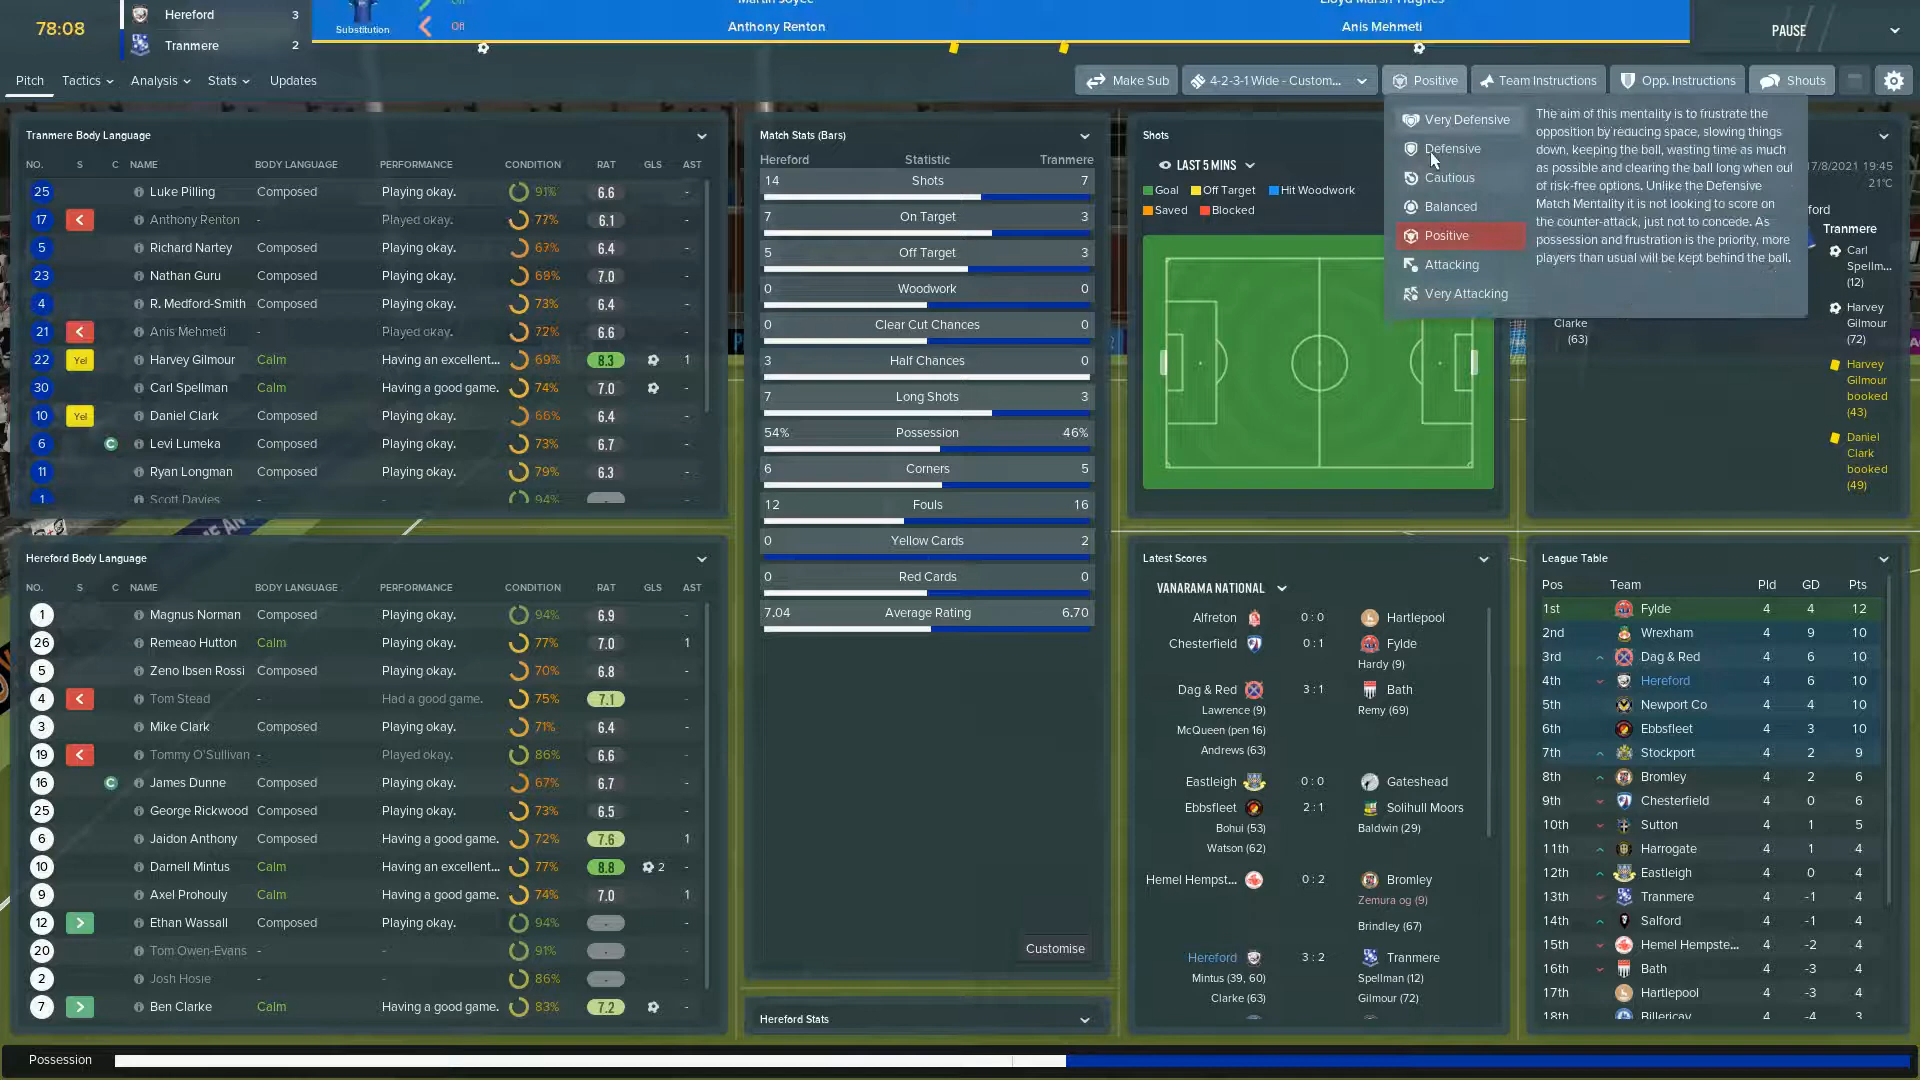 78:08
Hereford 3
Tranmere 2
Substitution
Off
Anthony Renton
Anis Mehmeti
PAUSE
Pitch Tactics Analysis Stats Updates
Make Sub 4-2-3-1 Wide - Custom... Positive Team Instructions Opp. Instructions Shouts
Very Defensive
Defensive
Cautious
Balanced
Positive
Attacking
Very Attacking
The aim of this mentality is to frustrate the
opposition by reducing space, slowing things
down, keeping the ball, wasting time as much
as possible and clearing the ball long when out
of risk-free options. Unlike the Defensive
Match Mentality it is not looking to score on
the counter-attack, just not to concede. As
possession and frustration is the priority, more
players than usual will be kept behind the ball.
Tranmere Body Language
NO. S C NAME BODY LANGUAGE PERFORMANCE CONDITION RAT GLS AST
25 Luke Pilling Composed Playing okay. 91% 6.6 -
17 Anthony Renton - Played okay. 77% 6.1 -
5 Richard Nartey Composed Playing okay. 67% 6.4 -
23 Nathan Guru Composed Playing okay. 68% 7.0 -
4 R. Medford-Smith Composed Playing okay. 73% 6.4 -
21 Anis Mehmeti - Played okay. 72% 6.6 -
22 Yel Harvey Gilmour Calm Having an excellent... 69% 8.3 1
30 Carl Spellman Calm Having a good game. 74% 7.0 -
10 Yel Daniel Clark Composed Playing okay. 66% 6.4 -
6 C Levi Lumeka Composed Playing okay. 73% 6.7 -
11 Ryan Longman Composed Playing okay. 79% 6.3 -
1 Scott Davies - - 94% - -
Hereford Body Language
NO. S C NAME BODY LANGUAGE PERFORMANCE CONDITION RAT GLS AST
1 Magnus Norman Composed Playing okay. 94% 6.9 -
26 Remeao Hutton Calm Playing okay. 77% 7.0 1
5 Zeno Ibsen Rossi Composed Playing okay. 70% 6.8 -
4 Tom Stead - Had a good game. 75% 7.1 -
3 Mike Clark Composed Playing okay. 71% 6.4 -
19 Tommy O'Sullivan - Played okay. 86% 6.6 -
16 C James Dunne Composed Playing okay. 67% 6.7 -
25 George Rickwood Composed Playing okay. 73% 6.5 -
6 Jaidon Anthony Composed Having a good game. 72% 7.6 1
10 Darnell Mintus Calm Having an excellent... 77% 8.8 2 -
9 Axel Prohouly Calm Having a good game. 74% 7.0 1
12 Ethan Wassall Composed Playing okay. 94% - -
20 Tom Owen-Evans - - 91% - -
2 Josh Hosie - - 86% - -
7 Ben Clarke Calm Having a good game. 83% 7.2 -
Match Stats (Bars)
Hereford Statistic Tranmere
14 Shots 7
7 On Target 3
5 Off Target 3
0 Woodwork 0
0 Clear Cut Chances 0
3 Half Chances 0
7 Long Shots 3
54% Possession 46%
6 Corners 5
12 Fouls 16
0 Yellow Cards 2
0 Red Cards 0
7.04 Average Rating 6.70
Customise
Hereford Stats
Shots
LAST 5 MINS
Goal Off Target Hit Woodwork
Saved Blocked
17/8/2021 19:45
21°C
Tranmere
Clarke
(63)
Carl
Spellm...
(12)
Harvey
Gilmour
(72)
Harvey
Gilmour
booked
(43)
Daniel
Clark
booked
(49)
Latest Scores
VANARAMA NATIONAL
Alfreton 0 : 0 Hartlepool
Chesterfield 0 : 1 Fylde
Hardy (9)
Dag & Red 3 : 1 Bath
Lawrence (9) Remy (69)
McQueen (pen 16)
Andrews (63)
Eastleigh 0 : 0 Gateshead
Ebbsfleet 2 : 1 Solihull Moors
Bohui (53) Baldwin (29)
Watson (62)
Hemel Hempst... 0 : 2 Bromley
Zemura og (9)
Brindley (67)
Hereford 3 : 2 Tranmere
Mintus (39, 60) Spellman (12)
Clarke (63) Gilmour (72)
League Table
Pos Team Pld GD Pts
1st Fylde 4 4 12
2nd Wrexham 4 9 10
3rd Dag & Red 4 6 10
4th Hereford 4 6 10
5th Newport Co 4 4 10
6th Ebbsfleet 4 3 10
7th Stockport 4 2 9
8th Bromley 4 2 6
9th Chesterfield 4 0 6
10th Sutton 4 1 5
11th Harrogate 4 1 4
12th Eastleigh 4 0 4
13th Tranmere 4 -1 4
14th Salford 4 -1 4
15th Hemel Hempste... 4 -2 4
16th Bath 4 -3 4
17th Hartlepool 4 -3 4
18th Billericay 4 -4 3
Possession